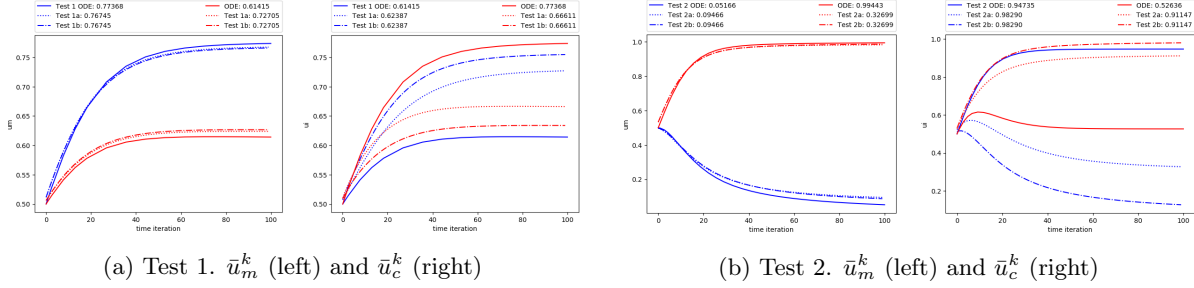 Test 1 ODE: 0.77368 ODE: 0.61415
Test 1a: 0.76745 Test 1a: 0.72705
Test 1b: 0.76745 Test 1b: 0.72705
0.75
0.70
0.65
0.60
0.55
0.50
um
0 20 40 60 80 100
time iteration
Test 1 ODE: 0.61415 ODE: 0.77368
Test 1a: 0.62387 Test 1a: 0.66611
Test 1b: 0.62387 Test 1b: 0.66611
0.75
0.70
0.65
0.60
0.55
0.50
ui
0 20 40 60 80 100
time iteration
(a) Test 1. ū_m^k (left) and ū_c^k (right)
Test 2 ODE: 0.05166 ODE: 0.99443
Test 2a: 0.09466 Test 2a: 0.32699
Test 2b: 0.09466 Test 2b: 0.32699
1.0
0.8
0.6
0.4
0.2
um
0 20 40 60 80 100
time iteration
Test 2 ODE: 0.94735 ODE: 0.52636
Test 2a: 0.98290 Test 2a: 0.91147
Test 2b: 0.98290 Test 2b: 0.91147
1.0
0.8
0.6
0.4
0.2
ui
0 20 40 60 80 100
time iteration
(b) Test 2. ū_m^k (left) and ū_c^k (right)